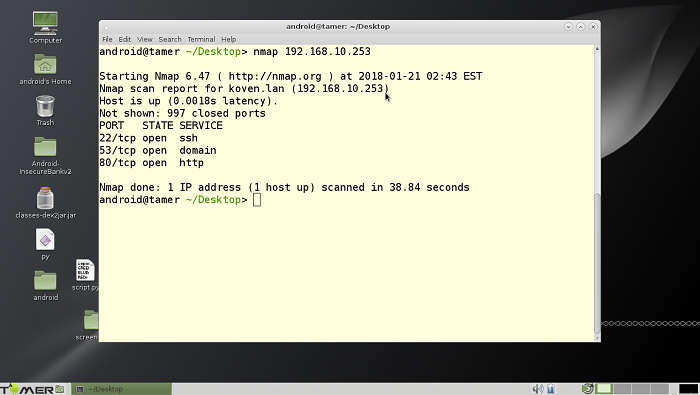 android@tamer: ~/Desktop
File Edit View Search Terminal Help
android@tamer ~/Desktop> nmap 192.168.10.253
Starting Nmap 6.47 ( http://nmap.org ) at 2018-01-21 02:43 EST
Nmap scan report for koven.lan (192.168.10.253)
Host is up (0.0018s latency).
Not shown: 997 closed ports
PORT STATE SERVICE
22/tcp open ssh
53/tcp open domain
80/tcp open http
Nmap done: 1 IP address (1 host up) scanned in 38.84 seconds
android@tamer ~/Desktop>
Computer
android's Home
Trash
Android-
InsecureBankv2
classes-dex2jar.jar
py
script.py
android
screen
TAMER
~/Desktop